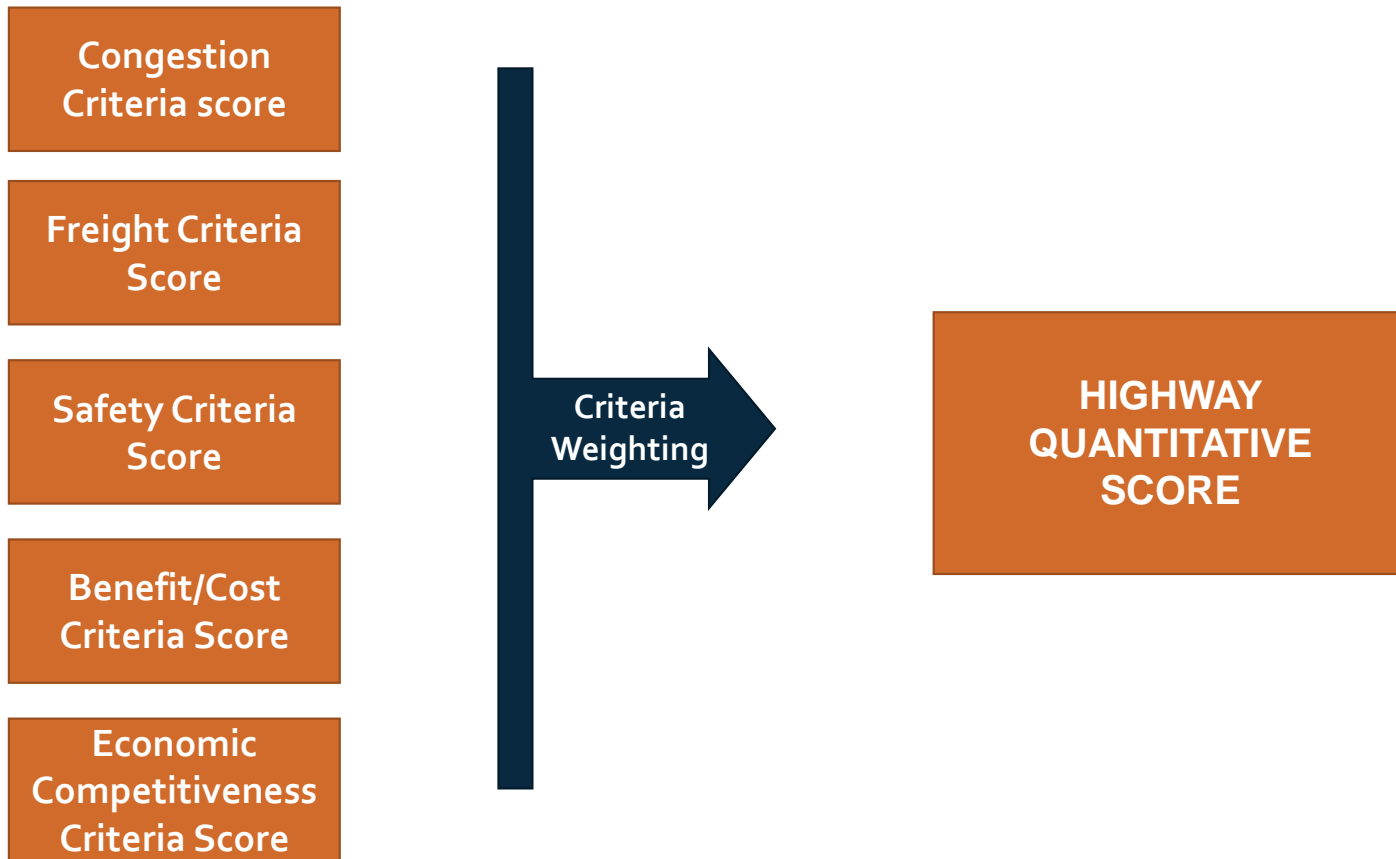 Congestion
Criteria score
Freight Criteria
Score
Safety Criteria
Score
Benefit/Cost
Criteria Score
Economic
Competitiveness
Criteria Score
Criteria
Weighting
HIGHWAY
QUANTITATIVE
SCORE